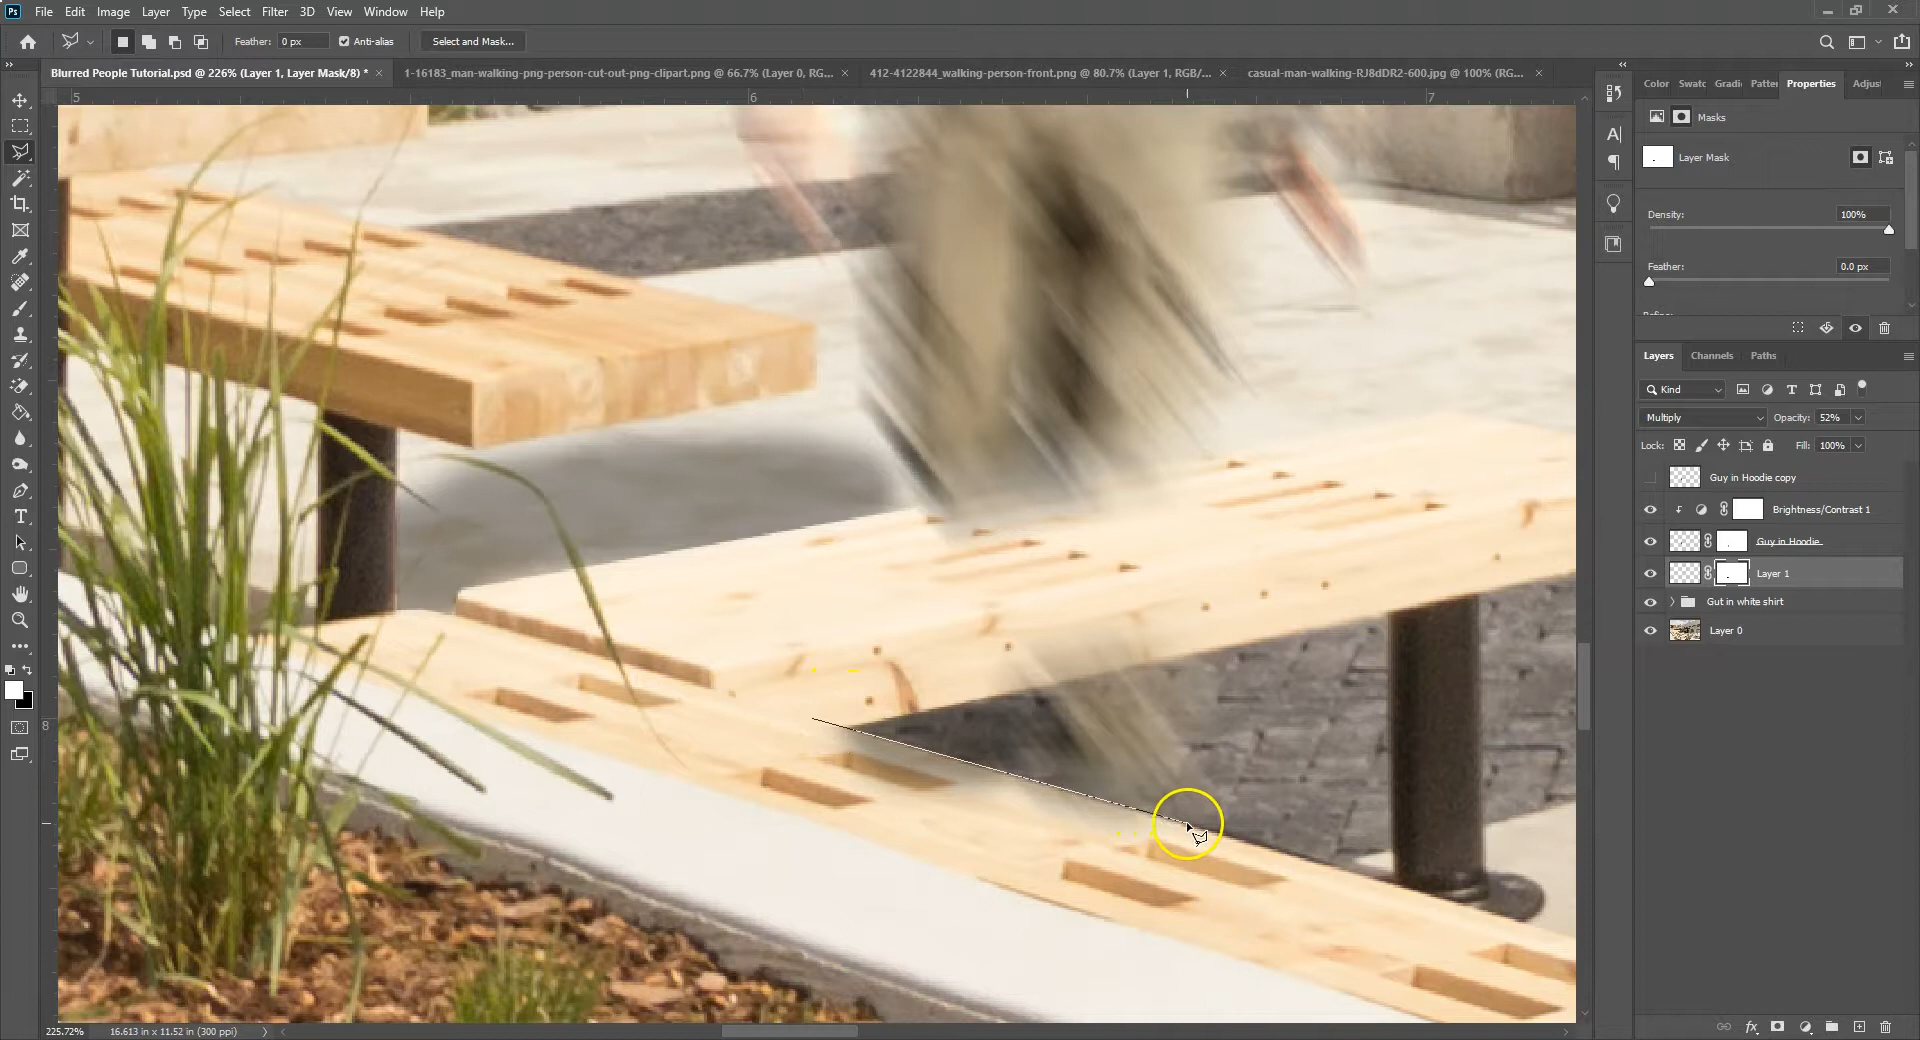 Ps File Edit Image Layer Type Select Filter 3D View Window Help
Feather: 0 px Anti-alias Select and Mask...
Blurred People Tutorial.psd @ 226% (Layer 1, Layer Mask/8) * × 1-16183_man-walking-png-person-cut-out-png-clipart.png @ 66.7% (Layer 0, RG... × 412-4122844_walking-person-front.png @ 80.7% (Layer 1, RGB/... × casual-man-walking-RJ8dDR2-600.jpg @ 100% (RG... ×
5 6 7
8
Color Swatc Gradi Patter Properties Adjus
Masks
Layer Mask
Density: 100%
Feather: 0.0 px
Layers Channels Paths
Kind
Multiply Opacity: 52%
Lock: Fill: 100%
Guy in Hoodie copy
Brightness/Contrast 1
Guy in Hoodie
Layer 1
Gut in white shirt
Layer 0
225.72% 16.613 in x 11.52 in (300 ppi)